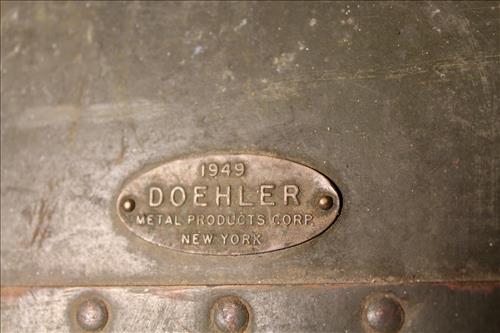 1949
DOEHLER
METAL PRODUCTS CORP.
NEW YORK